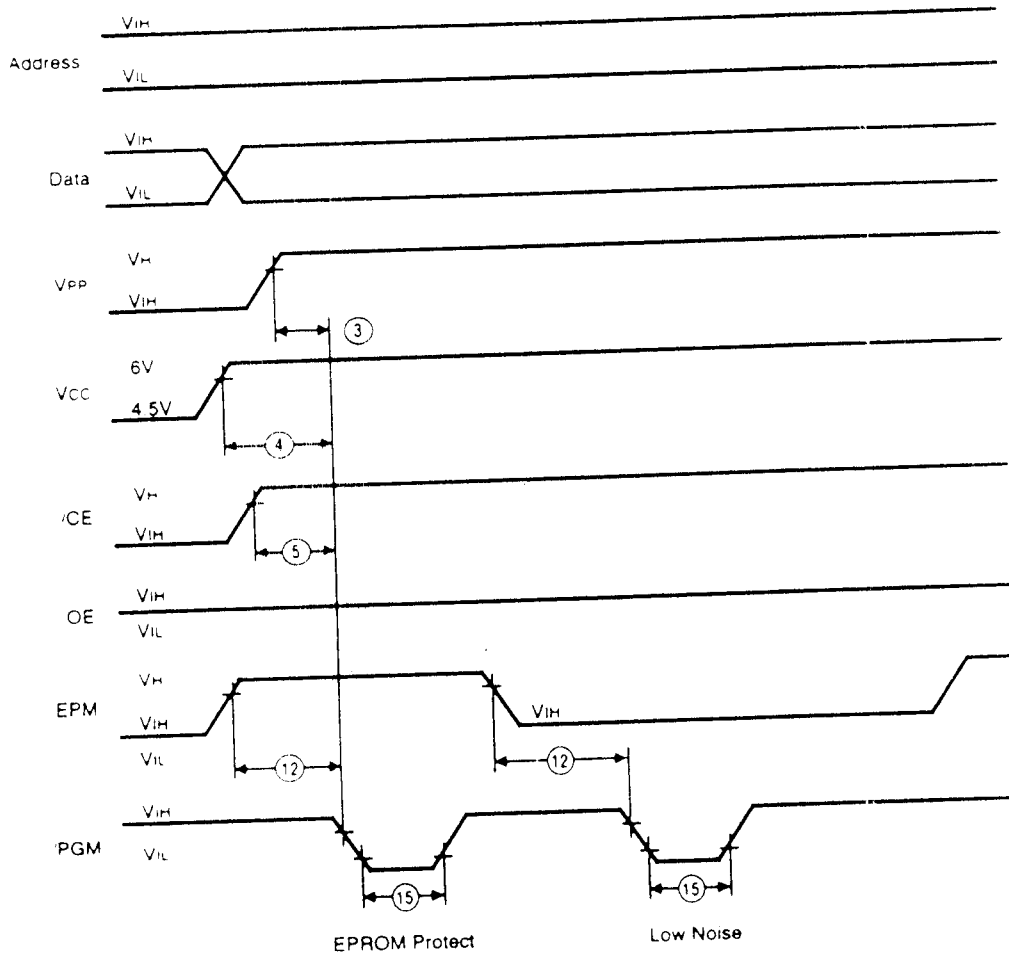 VIH
Address
VIL
VIH
Data
VIL
VH
VPP
VIH
3
6V
VCC
4.5V
4
VH
/CE
VIH
5
VIH
OE
VIL
VH
EPM
VIH
VIH
VIL
12
12
VIH
/PGM
VIL
15
15
EPROM Protect
Low Noise